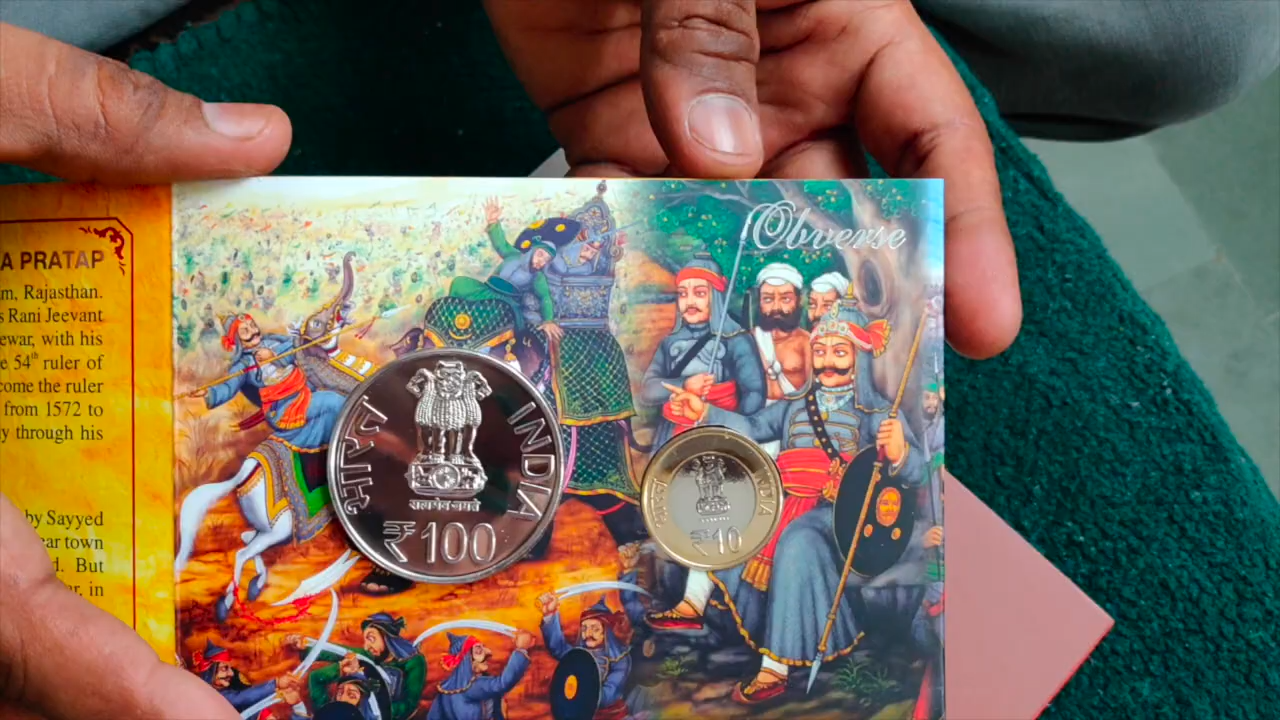 A PRATAP
m, Rajasthan.
s Rani Jeevant
ewar, with his
e 54th ruler of
come the ruler
from 1572 to
y through his
by Sayyed
ear town
d. But
ar, in
Obverse
भारत
INDIA
सत्यमेव जयते
₹100
भारत
INDIA
₹10